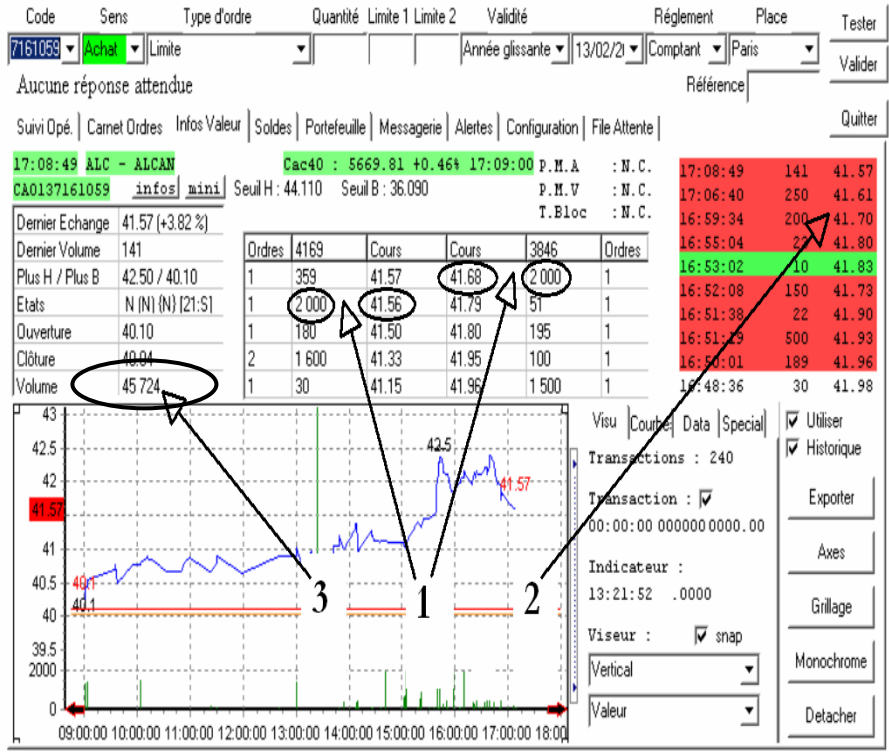 Code Sens Type d'ordre Quantité Limite 1 Limite 2 Validité Réglement Place Tester
7161059 Achat Limite Année glissante 13/02/2 Comptant Paris Valider
Aucune réponse attendue Référence
Suivi Opé. Carnet Ordres Infos Valeur Soldes Portefeuille Messagerie Alertes Configuration File Attente Quitter
17:08:49 ALC - ALCAN Cac40 : 5669.81 +0.46% 17:09:00 P.M.A : N.C.
CA0137161059 infos mini Seuil H : 44.110 Seuil B : 36.090 P.M.V : N.C.
T.Bloc : N.C.
Dernier Echange 41.57 (+3.82 %)
Dernier Volume 141
Plus H / Plus B 42.50 / 40.10
Etats N (N) {N} [21:S]
Ouverture 40.10
Clôture 40.04
Volume 45 724
Ordres 4169 Cours Cours 3846 Ordres
1 359 41.57 41.68 2 000 1
1 2 000 41.56 41.79 51 1
1 180 41.50 41.80 195 1
2 1 600 41.33 41.95 100 1
1 30 41.15 41.96 1 500 1
17:08:49 141 41.57
17:06:40 250 41.61
16:59:34 200 41.70
16:55:04 22 41.80
16:53:02 10 41.83
16:52:08 150 41.73
16:51:38 22 41.90
16:51:19 500 41.93
16:50:01 189 41.96
16:48:36 30 41.98
43
42.5
42
41.57
41
40.5
40
39.5
2000
0
42.5
41.57
40.1
40.1
09:00:00 10:00:00 11:00:00 12:00:00 13:00:00 14:00:00 15:00:00 16:00:00 17:00:00 18:00
3 1 2
Visu Courbe Data Special
Transactions : 240
Transaction :
00:00:00 0000000 0000.00
Indicateur :
13:21:52 .0000
Viseur : snap
Vertical
Valeur
Utiliser
Historique
Exporter
Axes
Grillage
Monochrome
Detacher